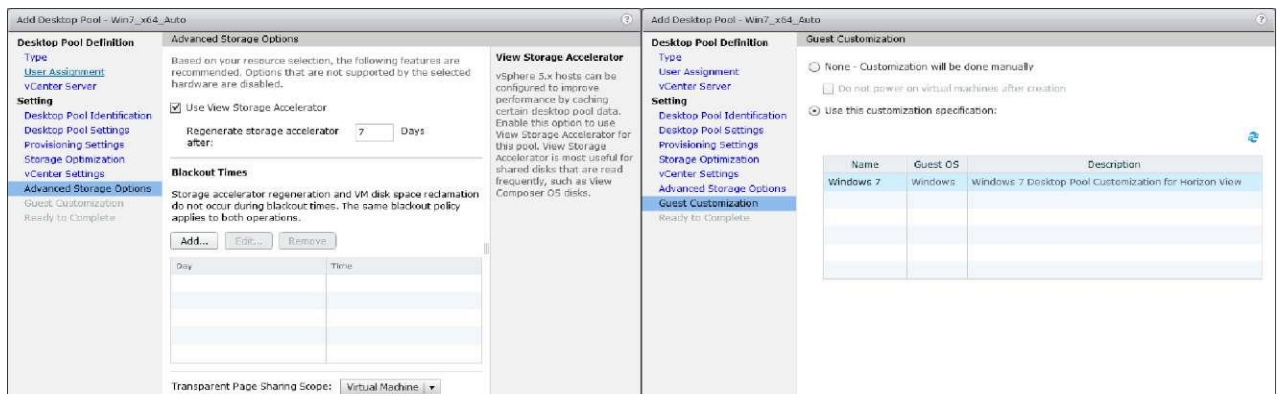 Add Desktop Pool - Win7_x64_Auto
Desktop Pool Definition
Type
User Assignment
vCenter Server
Setting
Desktop Pool Identification
Desktop Pool Settings
Provisioning Settings
Storage Optimization
vCenter Settings
Advanced Storage Options
Guest Customization
Ready to Complete
Advanced Storage Options
Based on your resource selection, the following features are
recommended. Options that are not supported by the selected
hardware are disabled.
Use View Storage Accelerator
Regenerate storage accelerator
after:
7 Days
Blackout Times
Storage accelerator regeneration and VM disk space reclamation
do not occur during blackout times. The same blackout policy
applies to both operations.
Add... Edit... Remove
Day Time
Transparent Page Sharing Scope: Virtual Machine
View Storage Accelerator
vSphere 5.x hosts can be
configured to improve
performance by caching
certain desktop pool data.
Enable this option to use
View Storage Accelerator for
this pool. View Storage
Accelerator is most useful for
shared disks that are read
frequently, such as View
Composer OS disks.
Add Desktop Pool - Win7_x64_Auto
Desktop Pool Definition
Type
User Assignment
vCenter Server
Setting
Desktop Pool Identification
Desktop Pool Settings
Provisioning Settings
Storage Optimization
vCenter Settings
Advanced Storage Options
Guest Customization
Ready to Complete
Guest Customization
None - Customization will be done manually
Do not power on virtual machines after creation
Use this customization specification:
Name Guest OS Description
Windows 7 Windows Windows 7 Desktop Pool Customization for Horizon View